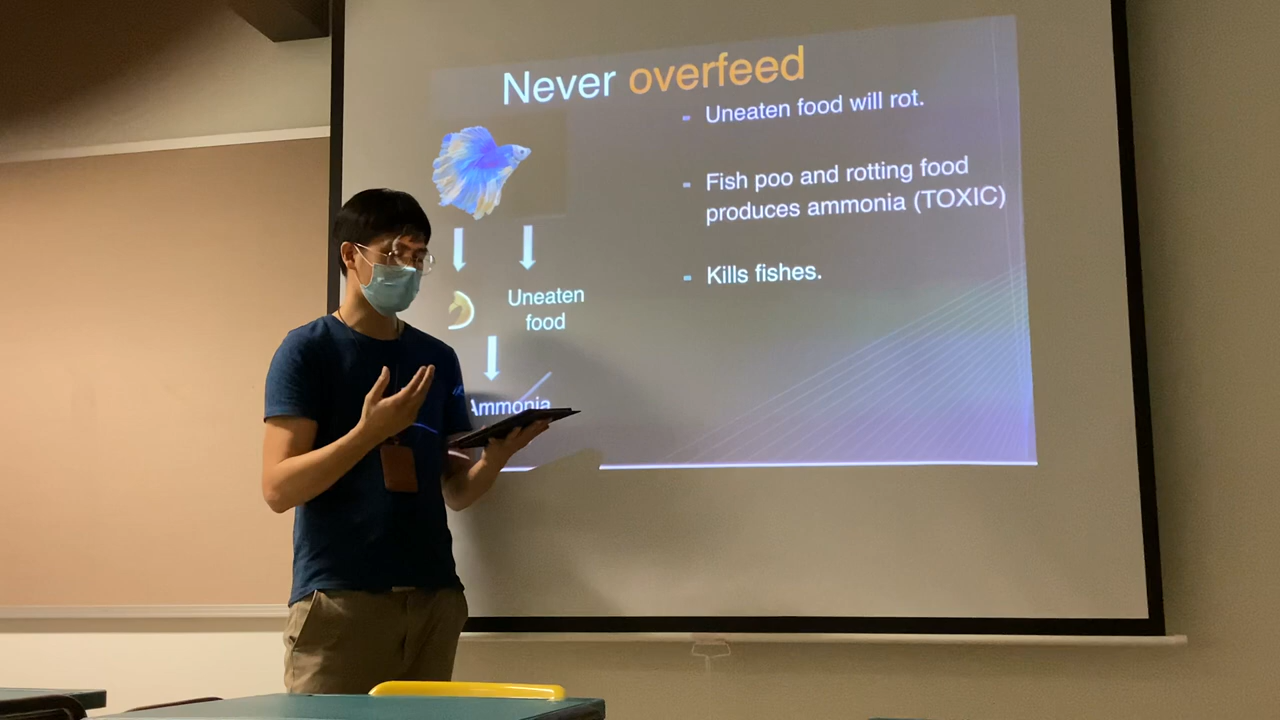 Never overfeed
- Uneaten food will rot.
- Fish poo and rotting food
produces ammonia (TOXIC)
- Kills fishes.
Uneaten
food
Ammonia